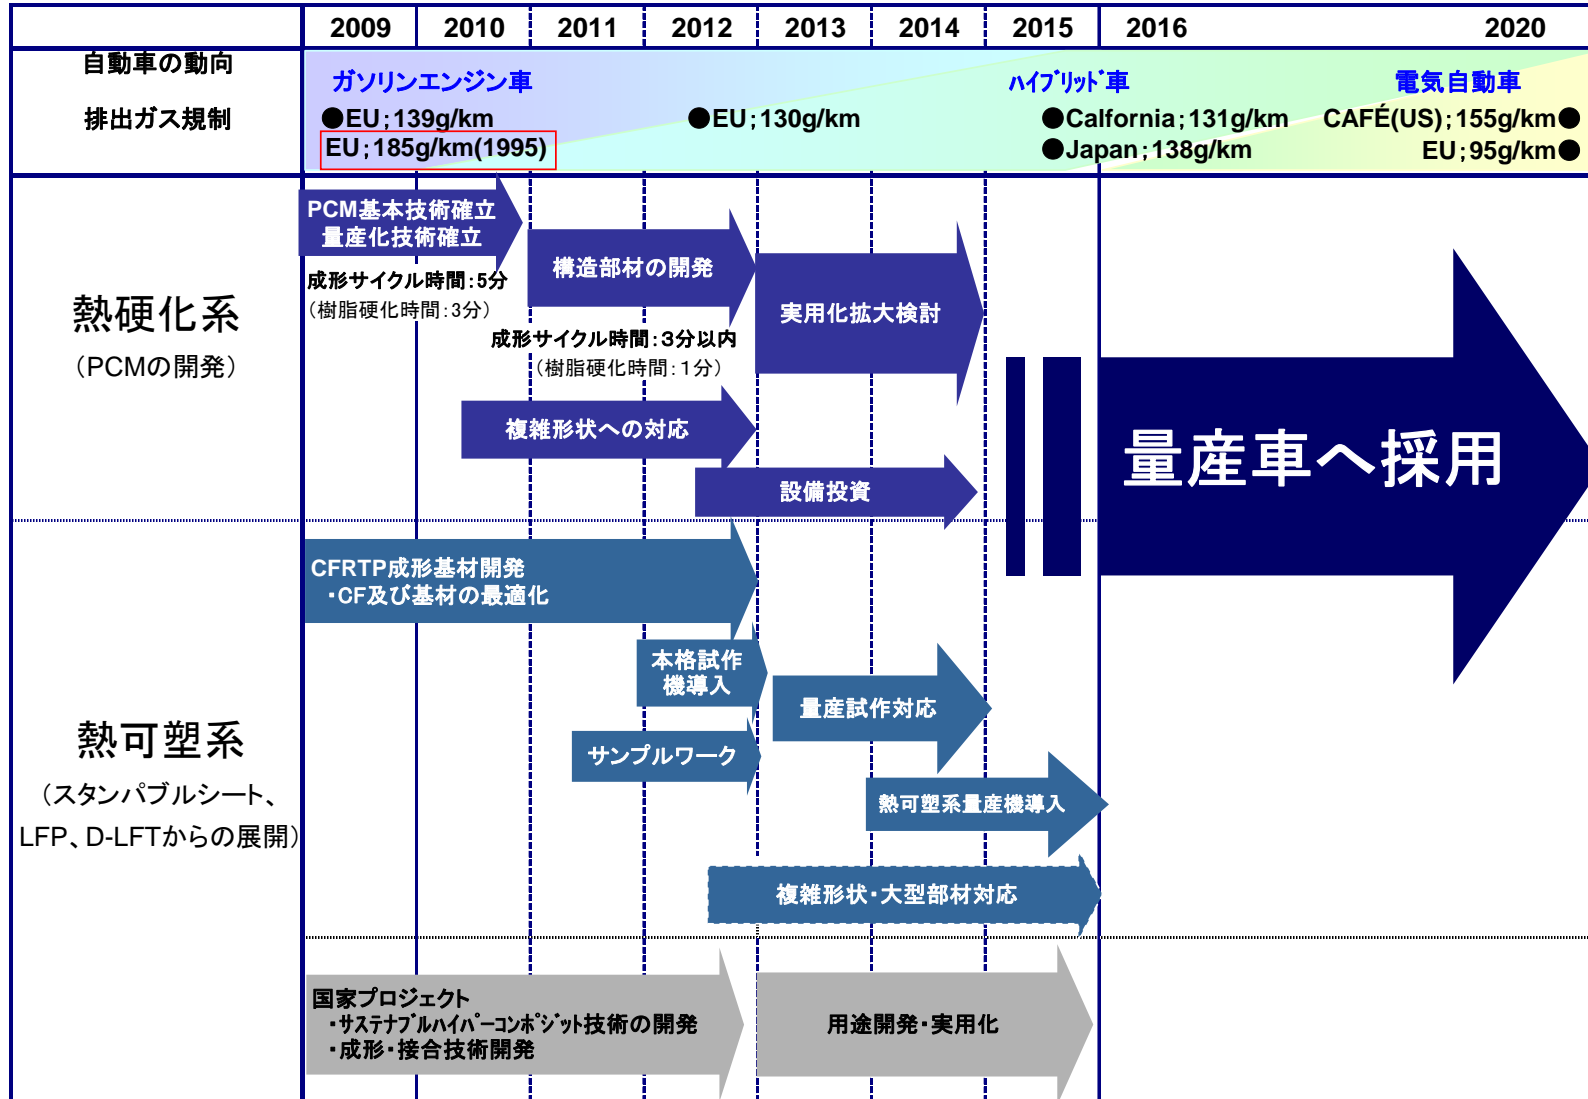 2009 2010 2011 2012 2013 2014 2015 2016 2020
自動車の動向
ガソリンエンジン車 ﾊｲﾌﾞﾘｯﾄﾞ車 電気自動車
排出ガス規制
●EU；139g/km ●EU；130g/km ●Calfornia；131g/km CAFÉ(US)；155g/km●
EU；185g/km(1995) ●Japan；138g/km EU；95g/km●
熱硬化系
（PCMの開発）
PCM基本技術確立
量産化技術確立
成形サイクル時間：5分
（樹脂硬化時間：3分）
構造部材の開発
成形サイクル時間：3分以内
（樹脂硬化時間：１分）
実用化拡大検討
複雑形状への対応
設備投資
量産車へ採用
熱可塑系
（スタンパブルシート、
LFP、D-LFTからの展開）
CFRTP成形基材開発
・CF及び基材の最適化
本格試作
機導入
サンプルワーク
量産試作対応
熱可塑系量産機導入
複雑形状・大型部材対応
国家プロジェクト
・ｻｽﾃﾅﾌﾞﾙﾊｲﾊﾟｰｺﾝﾎﾟｼﾞｯﾄ技術の開発
・成形・接合技術開発
用途開発・実用化